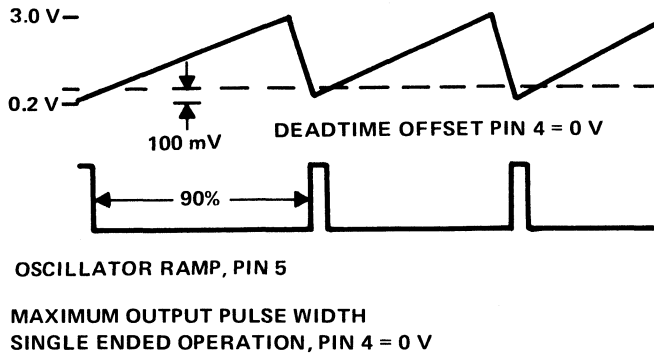 3.0 V
0.2 V
100 mV
DEADTIME OFFSET PIN 4 = 0 V
90%
OSCILLATOR RAMP, PIN 5
MAXIMUM OUTPUT PULSE WIDTH
SINGLE ENDED OPERATION, PIN 4 = 0 V